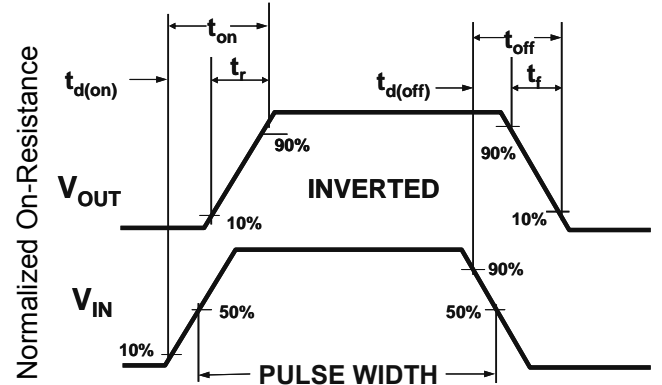 Normalized On-Resistance
ton
toff
td(on)
tr
td(off)
tf
90%
90%
VOUT
INVERTED
10%
10%
90%
VIN
50%
50%
10%
PULSE WIDTH